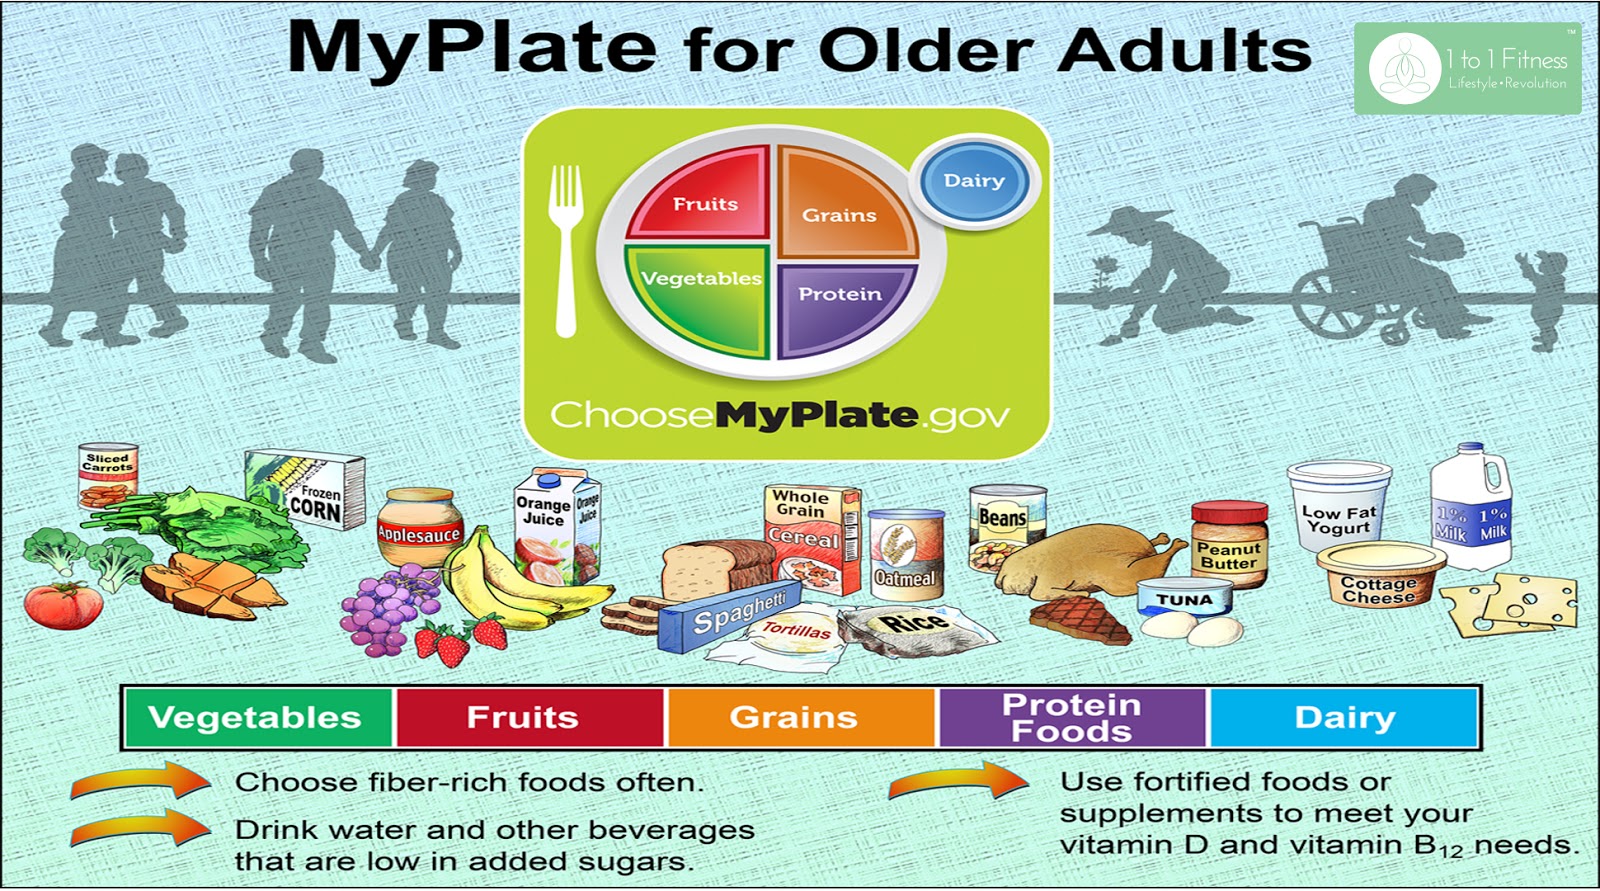 MyPlate for Older Adults
1 to 1 Fitness
TM
Lifestyle • Revolution
Fruits
Grains
Dairy
Vegetables
Protein
ChooseMyPlate.gov
Sliced
Carrots
Frozen
CORN
Applesauce
Orange
Juice
Orange
Juice
Whole
Grain
Cereal
Oatmeal
Spaghetti
Tortillas
Rice
Beans
Peanut
Butter
TUNA
Low Fat
Yogurt
1% 1%
Milk Milk
Cottage
Cheese
Vegetables
Fruits
Grains
Protein
Foods
Dairy
Choose fiber-rich foods often.
Drink water and other beverages
that are low in added sugars.
Use fortified foods or
supplements to meet your
vitamin D and vitamin B12 needs.